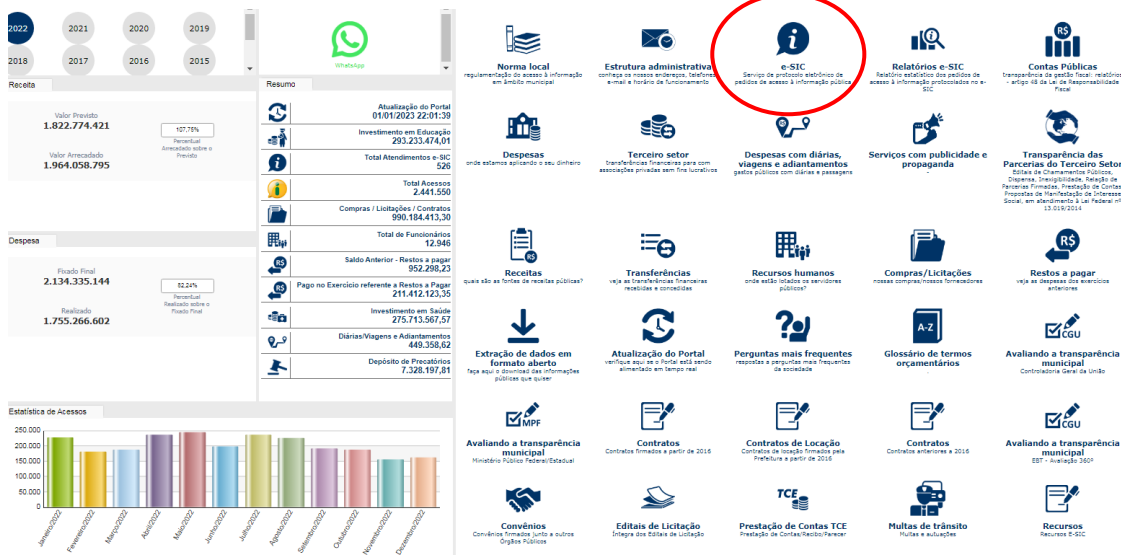 2022
2021
2020
2019
2018
2017
2016
2015
Receita
Valor Previsto
1.822.774.421
Valor Arrecadado
1.964.058.795
107,75%
Percentual
Arrecadado sobre o
Previsto
Despesa
Fixado Final
2.134.335.144
Realizado
1.755.266.602
82,24%
Percentual
Realizado sobre o
Fixado Final
WhatsApp
Resumo
Atualização do Portal
01/01/2023 22:01:39
Investimento em Educação
293.233.474,01
Total Atendimentos e-SIC
526
Total Acessos
2.441.550
Compras / Licitações / Contratos
990.184.413,30
Total de Funcionários
12.946
Saldo Anterior - Restos a pagar
952.298,23
Pago no Exercício referente a Restos a Pagar
211.412.123,35
Investimento em Saúde
275.713.567,57
Diárias/Viagens e Adiantamentos
449.358,62
Depósito de Precatórios
7.328.197,81
Estatística de Acessos
250.000
200.000
150.000
100.000
50.000
0
Janeiro/2022
Fevereiro/2022
Março/2022
Abril/2022
Maio/2022
Junho/2022
Julho/2022
Agosto/2022
Setembro/2022
Outubro/2022
Novembro/2022
Dezembro/2022
Norma local
regulamentação do acesso à informação
em âmbito municipal
Estrutura administrativa
conheça os nossos endereços, telefones,
e-mail e horário de funcionamento
e-SIC
Serviço de protocolo eletrônico de
pedidos de acesso à informação pública
Relatórios e-SIC
Relatório estatístico dos pedidos de
acesso à informação protocolados no e-
SIC
R$
Contas Públicas
transparência da gestão fiscal: relatórios
- artigo 48 da Lei de Responsabilidade
Fiscal
Despesas
onde estamos aplicando o seu dinheiro
Terceiro setor
transferências financeiras para com
associações privadas sem fins lucrativos
Despesas com diárias,
viagens e adiantamentos
gastos públicos com diárias e passagens
Serviços com publicidade e
propaganda
-
Transparência das
Parcerias do Terceiro Setor
Editais de Chamamentos Públicos,
Dispensa, Inexigibilidade, Relação de
Parcerias Firmadas, Prestação de Contas,
Propostas de Manifestação de Interesse
Social, em atendimento à Lei Federal nº
13.019/2014
R$
Receitas
quais são as fontes de receitas públicas?
Transferências
veja as transferências financeiras
recebidas e concedidas
Recursos humanos
onde estão lotados os servidores
públicos?
Compras/Licitações
nossas compras/nossos fornecedores
R$
Restos a pagar
veja as despesas dos exercícios
anteriores
Extração de dados em
formato aberto
faça aqui o download das informações
públicas que quiser
Atualização do Portal
verifique aqui se o Portal está sendo
alimentado em tempo real
Perguntas mais frequentes
respostas a perguntas mais frequentes
da sociedade
A-Z
Glossário de termos
orçamentários
-
CGU
Avaliando a transparência
municipal
Controladoria Geral da União
MPF
Avaliando a transparência
municipal
Ministério Público Federal/Estadual
Contratos
Contratos firmados a partir de 2016
Contratos de Locação
Contratos de locação firmados pela
Prefeitura a partir de 2016
Contratos
Contratos anteriores a 2016
CGU
Avaliando a transparência
municipal
EBT - Avaliação 360º
Convênios
Convênios firmados junto a outros
Órgãos Públicos
Editais de Licitação
Íntegra dos Editais de Licitação
TCE
Prestação de Contas TCE
Prestação de Contas/Recibo/Parecer
Multas de trânsito
Multas e autuações
Recursos
Recursos E-SIC